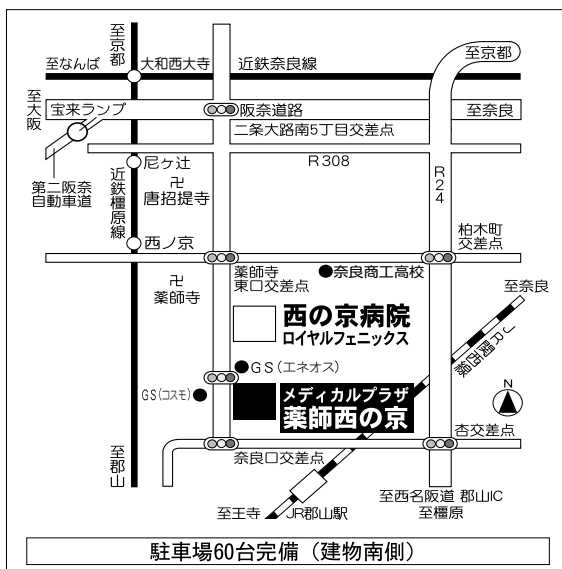 至京都
至なんば
大和西大寺
近鉄奈良線
至京都
至大阪
宝来ランプ
阪奈道路
至奈良
二条大路南5丁目交差点
第二阪奈
自動車道
近鉄橿原線
尼ヶ辻
R308
R24
卍
唐招提寺
西ノ京
柏木町
交差点
卍
薬師寺
薬師寺
東口交差点
奈良商工高校
至奈良
西の京病院
ロイヤルフェニックス
JR関西線
GS(エネオス)
GS(コスモ)
メディカルプラザ
薬師西の京
N
至郡山
奈良口交差点
杏交差点
至王寺
JR郡山駅
至西名阪道 郡山IC
至橿原
駐車場60台完備(建物南側)